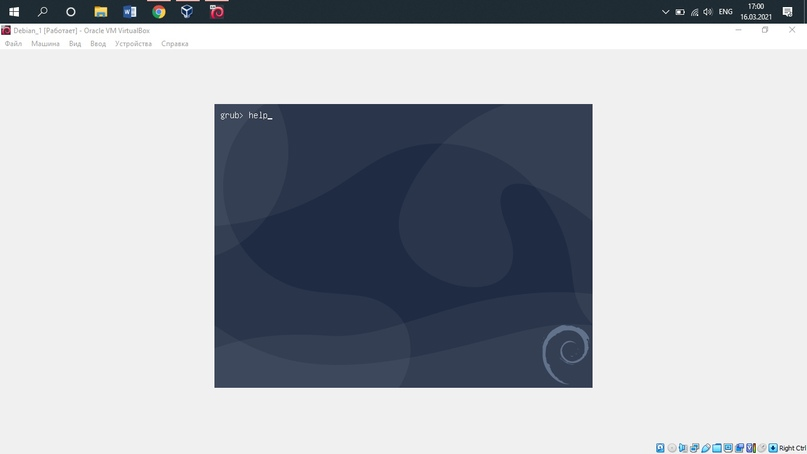 17:00
ENG
16.03.2021
Debian_1 [Работает] - Oracle VM VirtualBox
Файл Машина Вид Ввод Устройства Справка
grub> help_
Right Ctrl